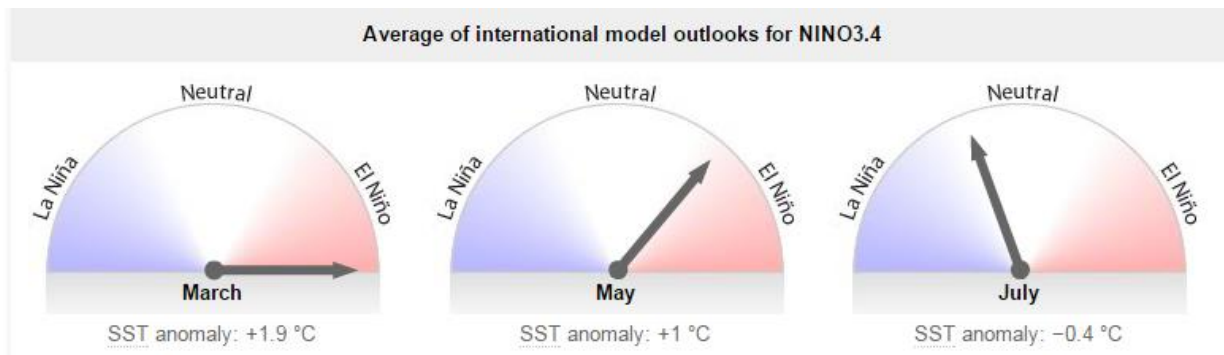 Average of international model outlooks for NINO3.4
La Niña
Neutral
El Niño
March
SST anomaly: +1.9 °C
La Niña
Neutral
El Niño
May
SST anomaly: +1 °C
La Niña
Neutral
El Niño
July
SST anomaly: −0.4 °C